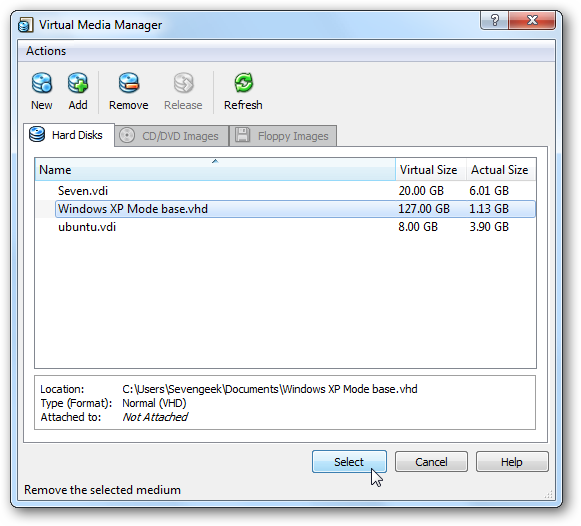 Virtual Media Manager
Actions
New Add Remove Release Refresh
Hard Disks CD/DVD Images Floppy Images
Name Virtual Size Actual Size
Seven.vdi 20.00 GB 6.01 GB
Windows XP Mode base.vhd 127.00 GB 1.13 GB
ubuntu.vdi 8.00 GB 3.90 GB
Location: C:\Users\Sevengeek\Documents\Windows XP Mode base.vhd
Type (Format): Normal (VHD)
Attached to: Not Attached
Select Cancel Help
Remove the selected medium